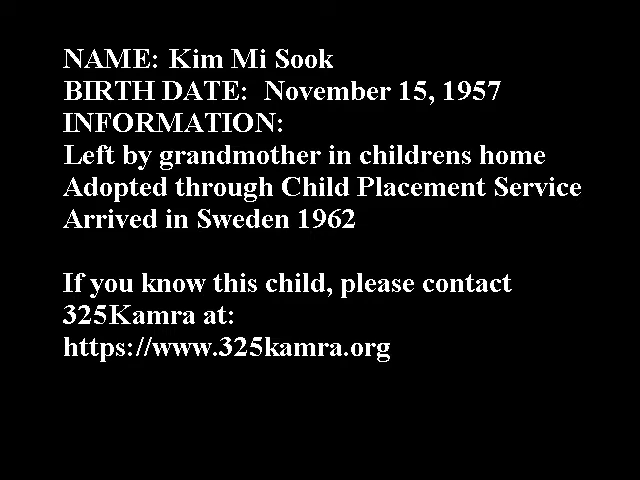 NAME: Kim Mi Sook
BIRTH DATE:  November 15, 1957
INFORMATION:
Left by grandmother in childrens home
Adopted through Child Placement Service
Arrived in Sweden 1962
If you know this child, please contact
325Kamra at:
https://www.325kamra.org